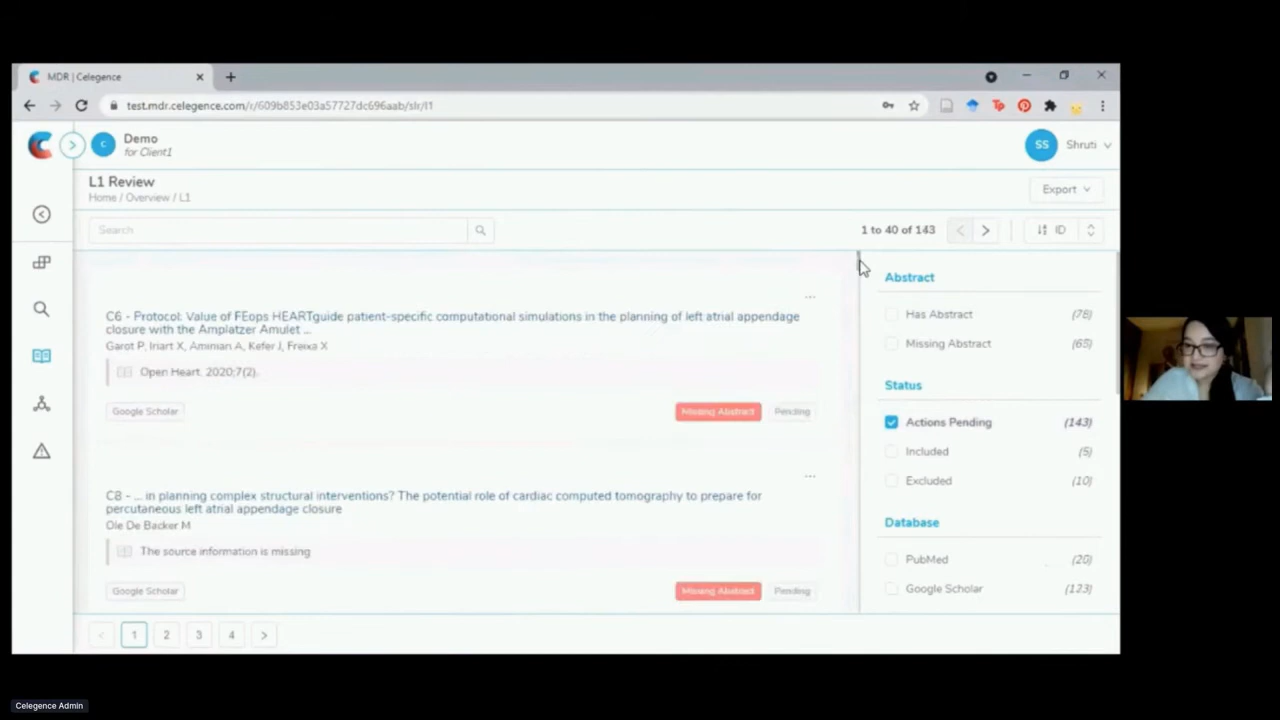 MDR | Celegence
test.mdr.celegence.com/r/609b853e03a57727dc696aab/slr/l1
Demo
for Client1
C
SS
Shruti
L1 Review
Home / Overview / L1
Export
Search
1 to 40 of 143
ID
C6 - Protocol: Value of FEops HEARTguide patient-specific computational simulations in the planning of left atrial appendage
closure with the Amplatzer Amulet ...
Garot P, Iriart X, Aminian A, Kefer J, Freixa X
Open Heart. 2020;7(2).
Google Scholar
Missing Abstract
Pending
C8 - ... in planning complex structural interventions? The potential role of cardiac computed tomography to prepare for
percutaneous left atrial appendage closure
Ole De Backer M
The source information is missing
Google Scholar
Missing Abstract
Pending
Abstract
Has Abstract (78)
Missing Abstract (65)
Status
Actions Pending (143)
Included (5)
Excluded (10)
Database
PubMed (20)
Google Scholar (123)
1 2 3 4
Celegence Admin